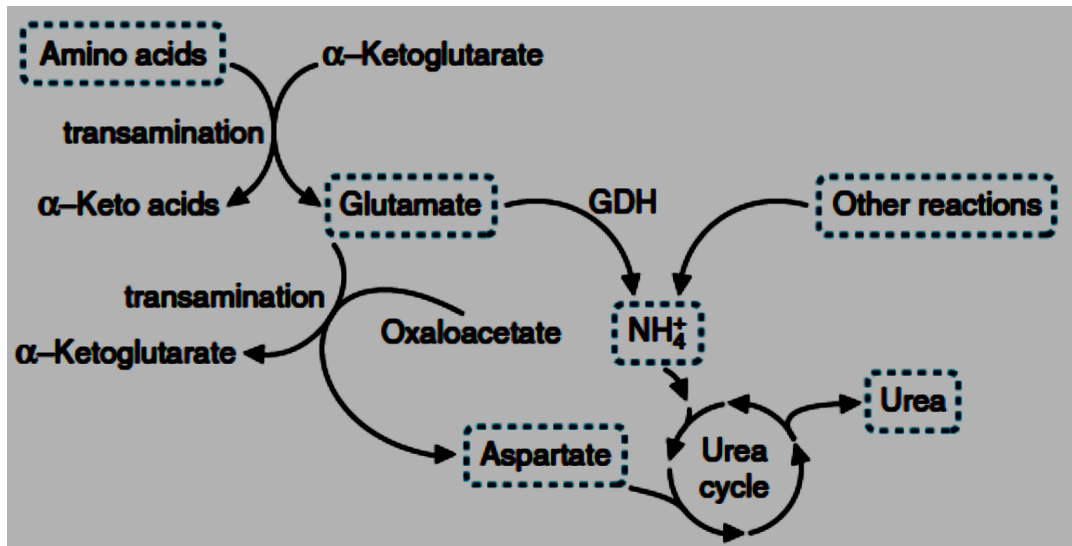 Amino acids
α–Ketoglutarate
transamination
α–Keto acids
Glutamate
GDH
Other reactions
transamination
Oxaloacetate
NH₄⁺
α–Ketoglutarate
Urea
Aspartate
Urea
cycle